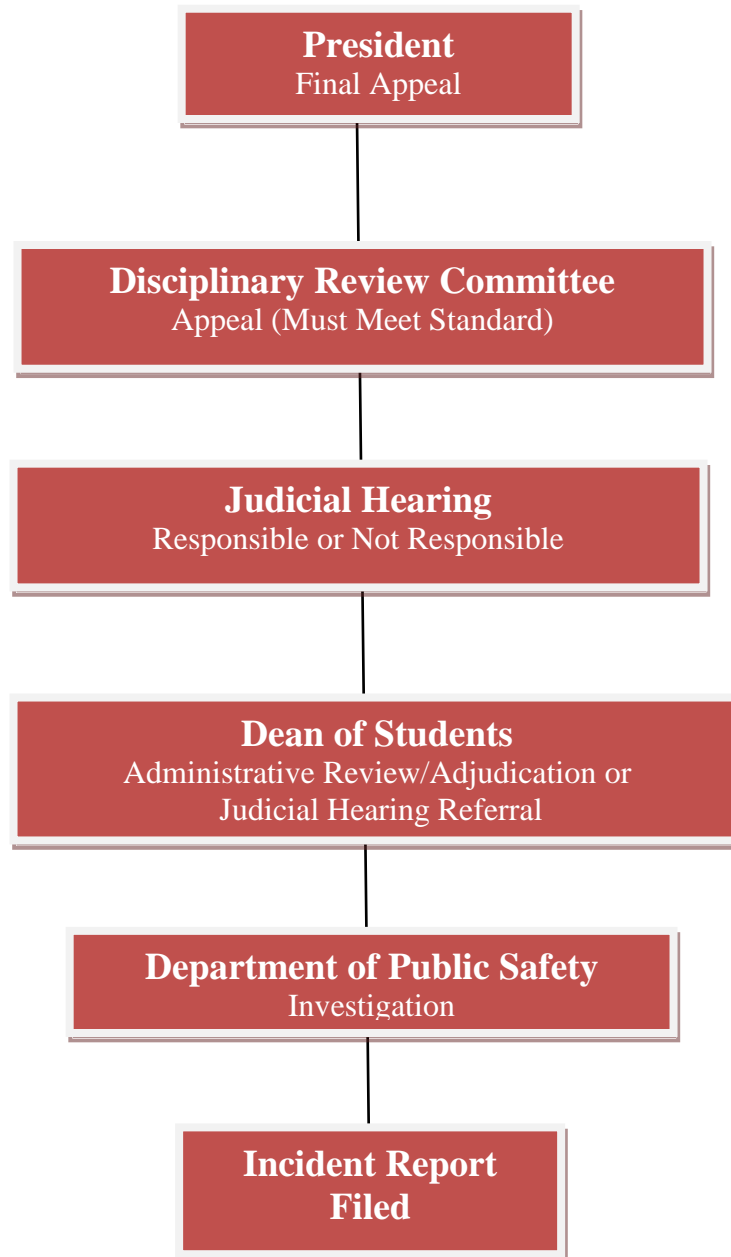 President
Final Appeal
Disciplinary Review Committee
Appeal (Must Meet Standard)
Judicial Hearing
Responsible or Not Responsible
Dean of Students
Administrative Review/Adjudication or
Judicial Hearing Referral
Department of Public Safety
Investigation
Incident Report
Filed